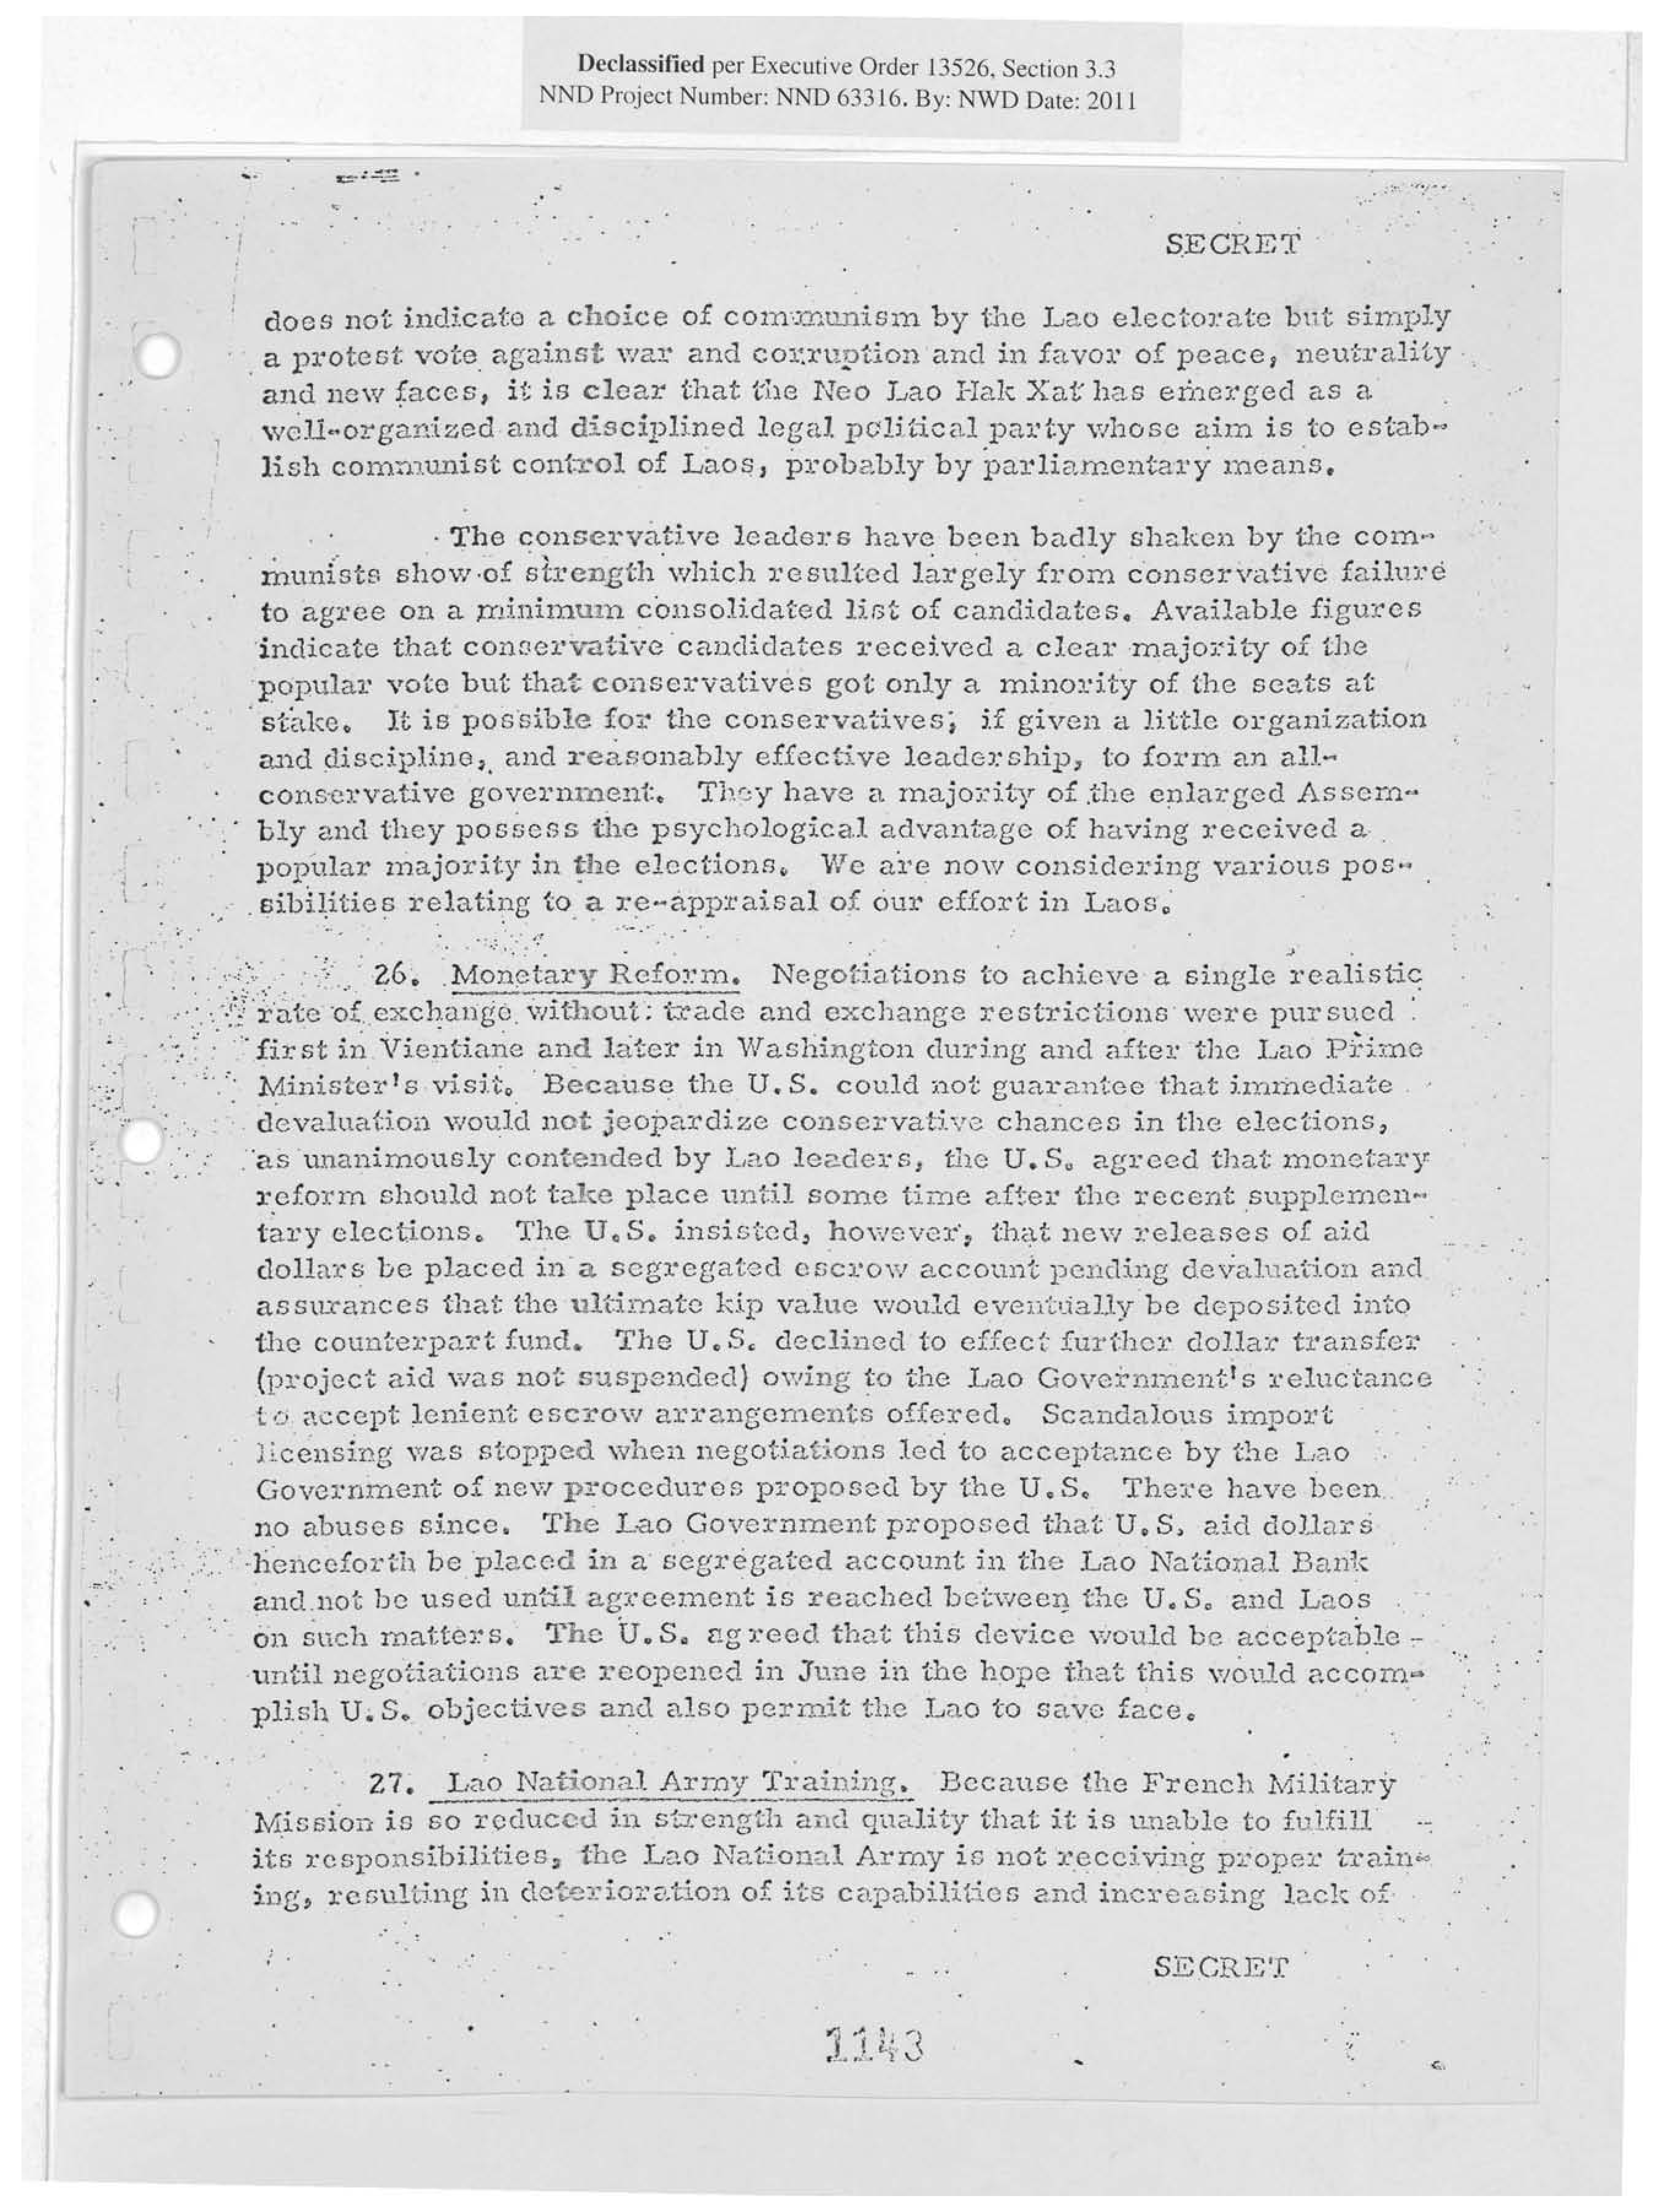 Declassified per Executive Order 13526, Section 3.3
NND Project Number: NND 63316. By: NWD Date: 2011
SECRET
does not indicate a choice of communism by the Lao electorate but simply
a protest vote against war and corruption and in favor of peace, neutrality
and new faces, it is clear that the Neo Lao Hak Xat has emerged as a
well-organized and disciplined legal political party whose aim is to estab-
lish communist control of Laos, probably by parliamentary means.
The conservative leaders have been badly shaken by the com-
munists show of strength which resulted largely from conservative failure
to agree on a minimum consolidated list of candidates. Available figures
indicate that conservative candidates received a clear majority of the
popular vote but that conservatives got only a minority of the seats at
stake. It is possible for the conservatives, if given a little organization
and discipline, and reasonably effective leadership, to form an all-
conservative government. They have a majority of the enlarged Assem-
bly and they possess the psychological advantage of having received a
popular majority in the elections. We are now considering various pos-
sibilities relating to a re-appraisal of our effort in Laos.
26. Monetary Reform. Negotiations to achieve a single realistic
rate of exchange without trade and exchange restrictions were pursued
first in Vientiane and later in Washington during and after the Lao Prime
Minister's visit. Because the U.S. could not guarantee that immediate
devaluation would not jeopardize conservative chances in the elections,
as unanimously contended by Lao leaders, the U.S. agreed that monetary
reform should not take place until some time after the recent supplemen-
tary elections. The U.S. insisted, however, that new releases of aid
dollars be placed in a segregated escrow account pending devaluation and
assurances that the ultimate kip value would eventually be deposited into
the counterpart fund. The U.S. declined to effect further dollar transfer
(project aid was not suspended) owing to the Lao Government's reluctance
to accept lenient escrow arrangements offered. Scandalous import
licensing was stopped when negotiations led to acceptance by the Lao
Government of new procedures proposed by the U.S. There have been
no abuses since. The Lao Government proposed that U.S. aid dollars
henceforth be placed in a segregated account in the Lao National Bank
and not be used until agreement is reached between the U.S. and Laos
on such matters. The U.S. agreed that this device would be acceptable
until negotiations are reopened in June in the hope that this would accom-
plish U.S. objectives and also permit the Lao to save face.
27. Lao National Army Training. Because the French Military
Mission is so reduced in strength and quality that it is unable to fulfill
its responsibilities, the Lao National Army is not receiving proper train-
ing, resulting in deterioration of its capabilities and increasing lack of
SECRET
1143